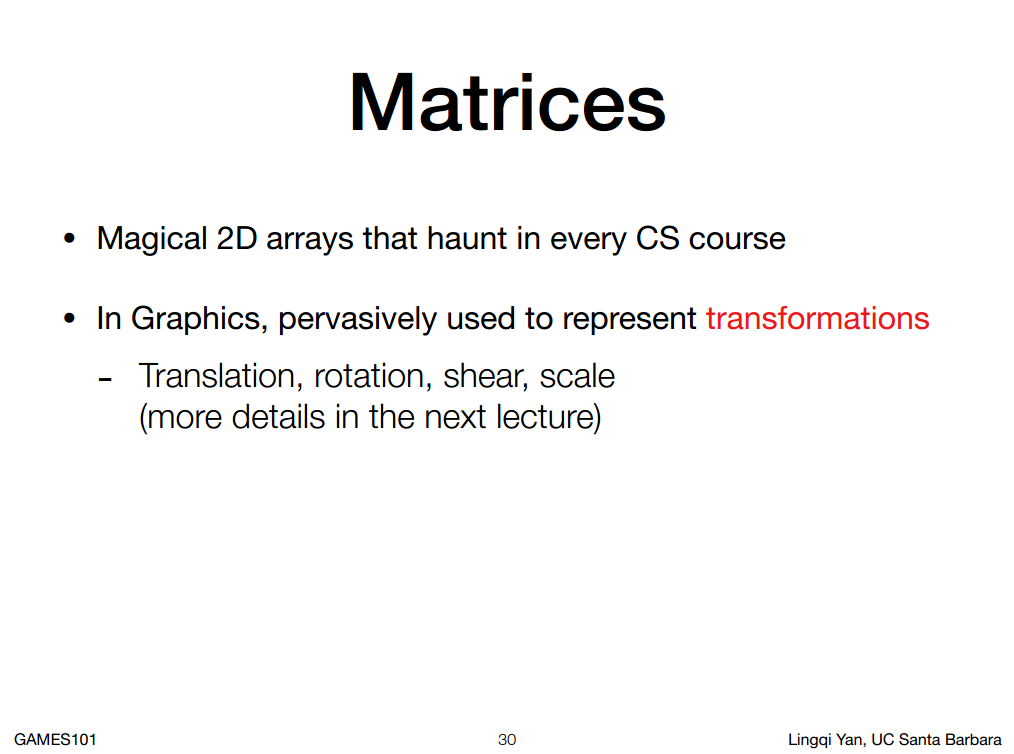 Matrices
• Magical 2D arrays that haunt in every CS course
• In Graphics, pervasively used to represent transformations
- Translation, rotation, shear, scale
(more details in the next lecture)
GAMES101
30
Lingqi Yan, UC Santa Barbara